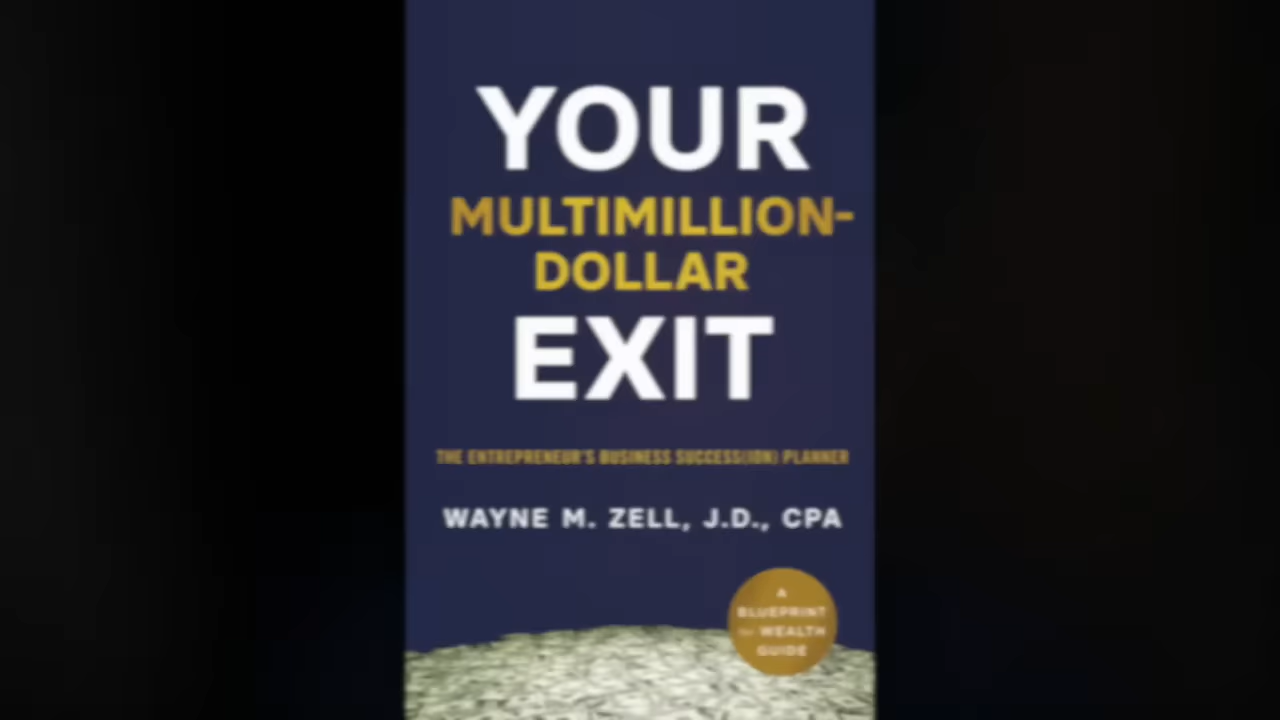 YOUR
MULTIMILLION-
DOLLAR
EXIT
THE ENTREPRENEUR'S BUSINESS SUCCESS(ION) PLANNER
WAYNE M. ZELL, J.D., CPA
A
BLUEPRINT
WEALTH
GUIDE